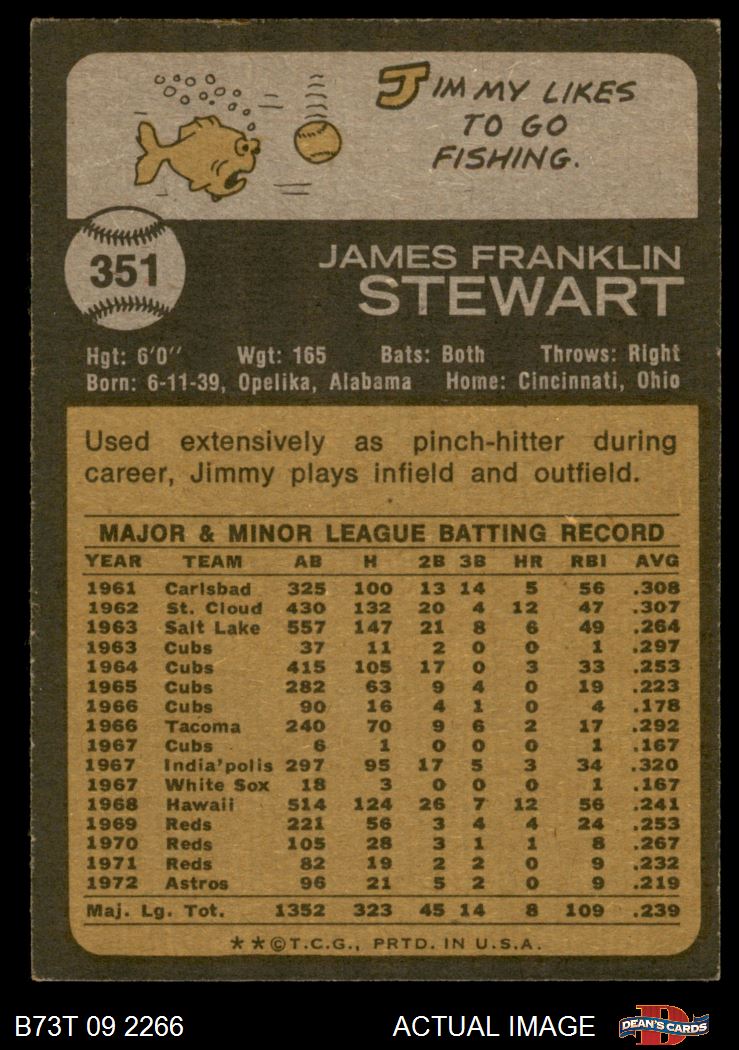 JIMMY LIKES
TO GO
FISHING.
351
JAMES FRANKLIN
STEWART
Hgt: 6'0" Wgt: 165 Bats: Both Throws: Right
Born: 6-11-39, Opelika, Alabama Home: Cincinnati, Ohio
Used extensively as pinch-hitter during
career, Jimmy plays infield and outfield.
MAJOR & MINOR LEAGUE BATTING RECORD
YEAR TEAM AB H 2B 3B HR RBI AVG
1961 Carlsbad 325 100 13 14 5 56 .308
1962 St. Cloud 430 132 20 4 12 47 .307
1963 Salt Lake 557 147 21 8 6 49 .264
1963 Cubs 37 11 2 0 0 1 .297
1964 Cubs 415 105 17 0 3 33 .253
1965 Cubs 282 63 9 4 0 19 .223
1966 Cubs 90 16 4 1 0 4 .178
1966 Tacoma 240 70 9 6 2 17 .292
1967 Cubs 6 1 0 0 0 1 .167
1967 India'polis 297 95 17 5 3 34 .320
1967 White Sox 18 3 0 0 0 1 .167
1968 Hawaii 514 124 26 7 12 56 .241
1969 Reds 221 56 3 4 4 24 .253
1970 Reds 105 28 3 1 1 8 .267
1971 Reds 82 19 2 2 0 9 .232
1972 Astros 96 21 5 2 0 9 .219
Maj. Lg. Tot. 1352 323 45 14 8 109 .239
**©T.C.G., PRTD. IN U.S.A.
B73T 09 2266 ACTUAL IMAGE D DEAN'S CARDS